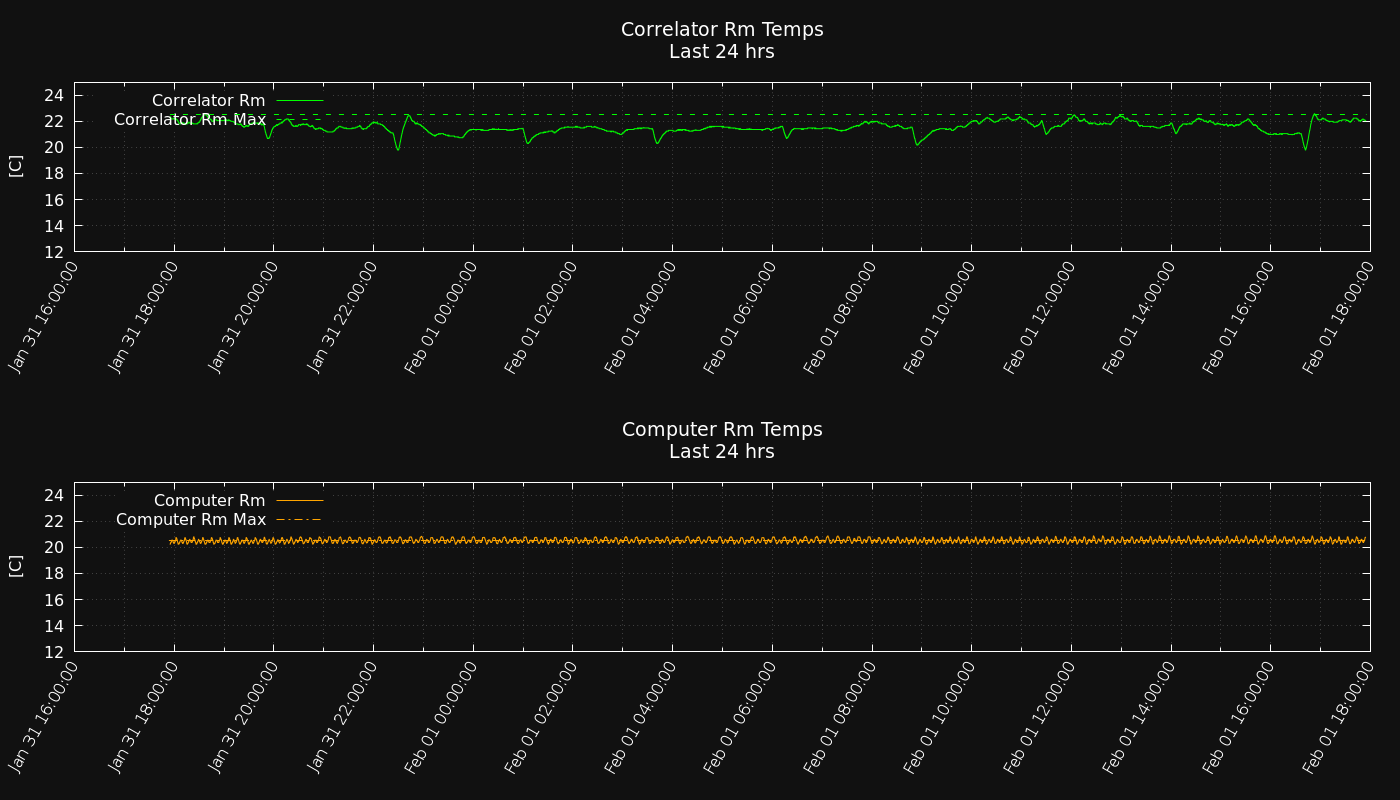 Correlator Rm Temps
Last 24 hrs
24
22
20
18
16
14
12
[C]
Correlator Rm
Correlator Rm Max
Jan 31 16:00:00
Jan 31 18:00:00
Jan 31 20:00:00
Jan 31 22:00:00
Feb 01 00:00:00
Feb 01 02:00:00
Feb 01 04:00:00
Feb 01 06:00:00
Feb 01 08:00:00
Feb 01 10:00:00
Feb 01 12:00:00
Feb 01 14:00:00
Feb 01 16:00:00
Feb 01 18:00:00
Computer Rm Temps
Last 24 hrs
24
22
20
18
16
14
12
[C]
Computer Rm
Computer Rm Max
Jan 31 16:00:00
Jan 31 18:00:00
Jan 31 20:00:00
Jan 31 22:00:00
Feb 01 00:00:00
Feb 01 02:00:00
Feb 01 04:00:00
Feb 01 06:00:00
Feb 01 08:00:00
Feb 01 10:00:00
Feb 01 12:00:00
Feb 01 14:00:00
Feb 01 16:00:00
Feb 01 18:00:00